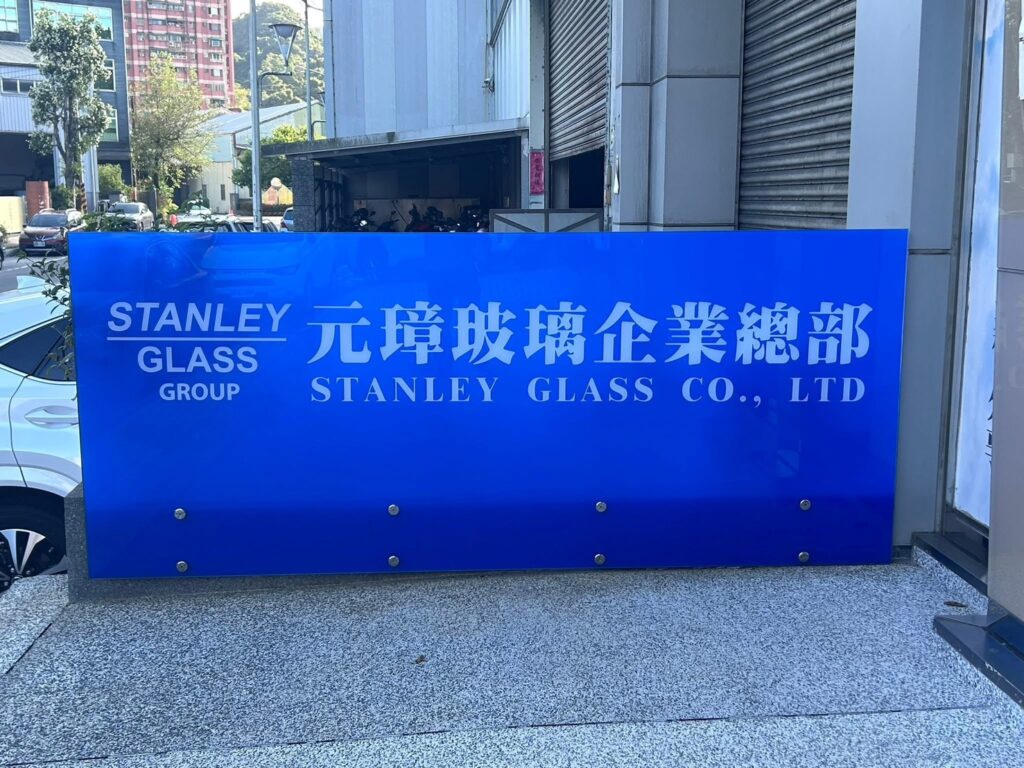 STANLEY
GLASS
GROUP
元璋玻璃企業總部
STANLEY GLASS CO., LTD